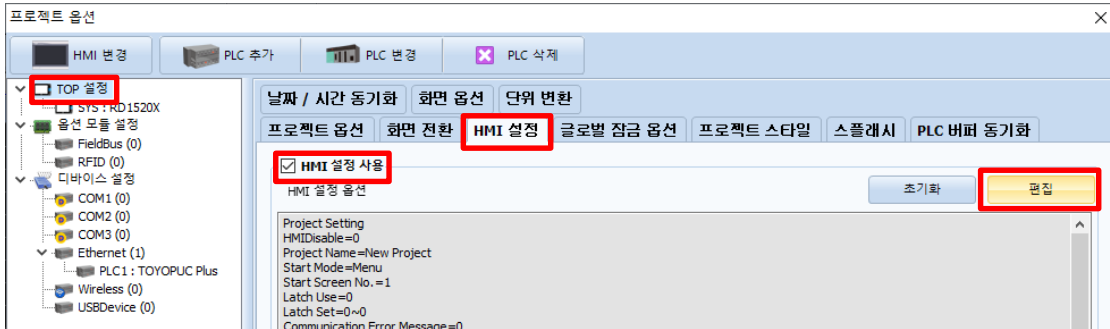 프로젝트 옵션
HMI 변경 PLC 추가 PLC 변경 PLC 삭제
TOP 설정
SYS : RD1520X
옵션 모듈 설정
FieldBus (0)
RFID (0)
디바이스 설정
COM1 (0)
COM2 (0)
COM3 (0)
Ethernet (1)
PLC1 : TOYOPUC Plus
Wireless (0)
USBDevice (0)
날짜 / 시간 동기화 화면 옵션 단위 변환
프로젝트 옵션 화면 전환 HMI 설정 글로벌 잠금 옵션 프로젝트 스타일 스플래시 PLC 버퍼 동기화
HMI 설정 사용
HMI 설정 옵션 초기화 편집
Project Setting
HMIDisable=0
Project Name=New Project
Start Mode=Menu
Start Screen No.=1
Latch Use=0
Latch Set=0~0
Communication Error Message=0